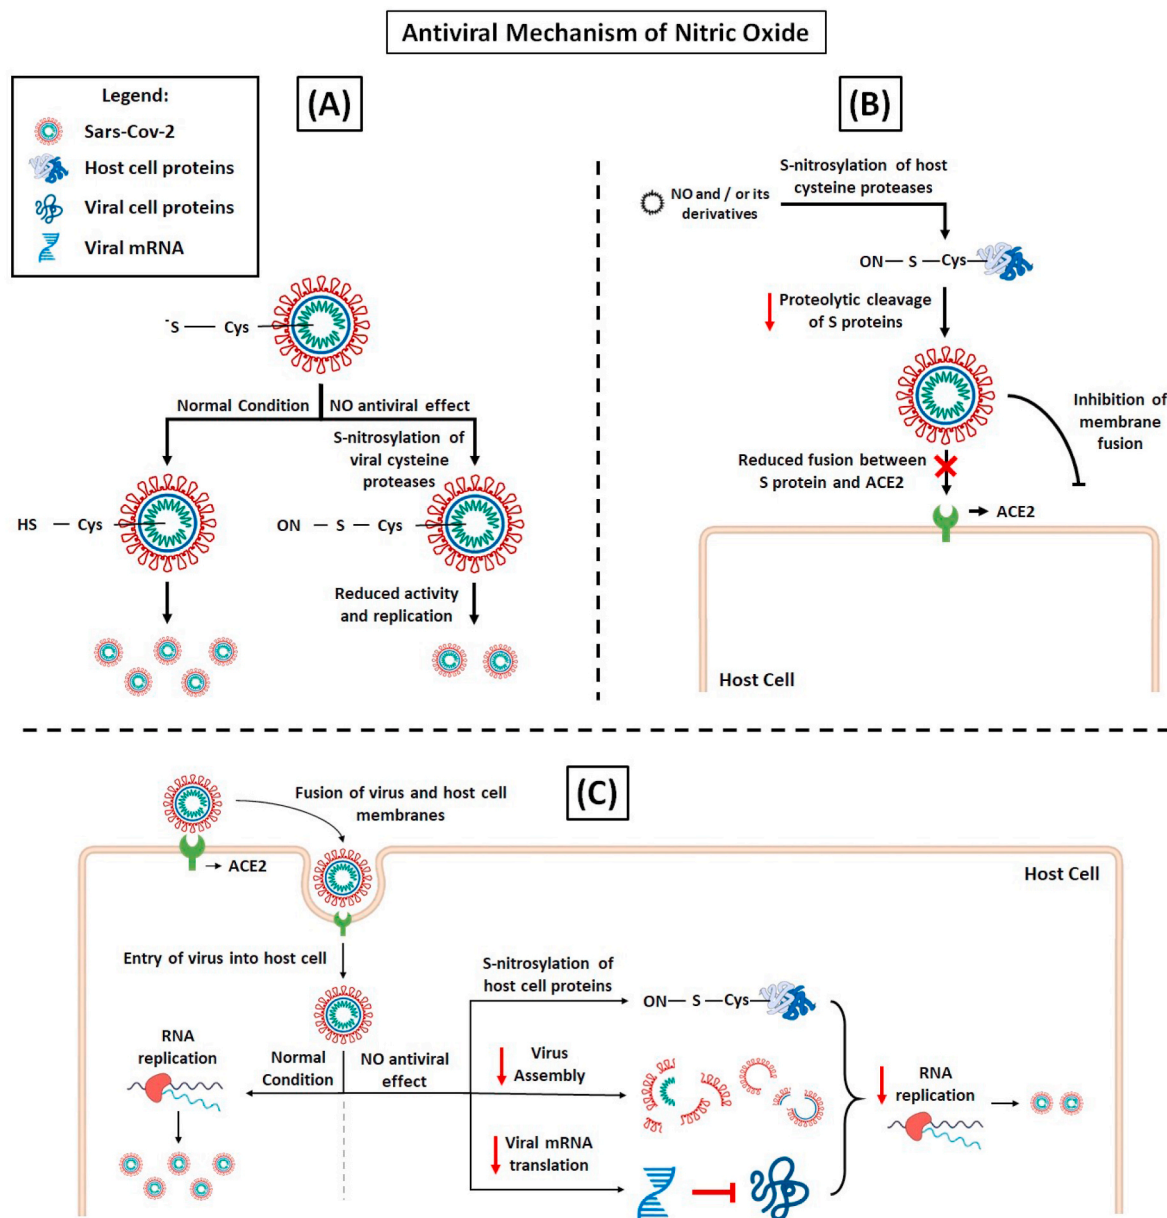 Antiviral Mechanism of Nitric Oxide
Legend:
Sars-Cov-2
Host cell proteins
Viral cell proteins
Viral mRNA
(A)
-S — Cys
Normal Condition
NO antiviral effect
S-nitrosylation of
viral cysteine
proteases
HS — Cys
ON — S — Cys
Reduced activity
and replication
(B)
S-nitrosylation of host
cysteine proteases
NO and / or its
derivatives
ON — S — Cys
Proteolytic cleavage
of S proteins
Inhibition of
membrane
fusion
Reduced fusion between
S protein and ACE2
ACE2
Host Cell
(C)
Fusion of virus and host cell
membranes
ACE2
Host Cell
Entry of virus into host cell
S-nitrosylation of
host cell proteins
ON — S — Cys
RNA
replication
Normal
Condition
NO antiviral
effect
Virus
Assembly
RNA
replication
Viral mRNA
translation